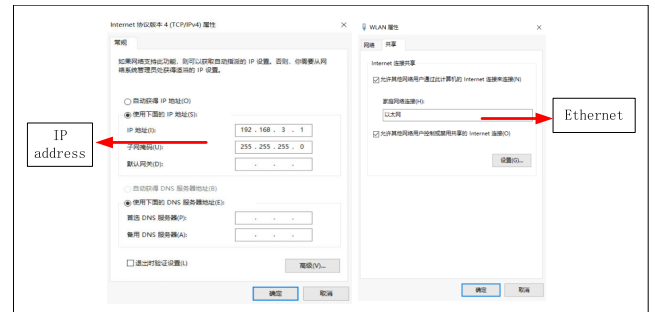 Internet 协议版本 4 (TCP/IPv4) 属性
常规
如果网络支持此功能，则可以获取自动指派的 IP 设置。否则，你需要从网
络系统管理员处获得适当的 IP 设置。
自动获得 IP 地址(O)
使用下面的 IP 地址(S):
IP 地址(I):
192 . 168 . 3 . 1
子网掩码(U):
255 . 255 . 255 . 0
默认网关(D):
自动获得 DNS 服务器地址(B)
使用下面的 DNS 服务器地址(E):
首选 DNS 服务器(P):
备用 DNS 服务器(A):
退出时验证设置(L)
高级(V)...
确定
取消
IP
address
WLAN 属性
网络
共享
Internet 连接共享
允许其他网络用户通过此计算机的 Internet 连接来连接(N)
家庭网络连接(H):
以太网
允许其他网络用户控制或禁用共享的 Internet 连接(O)
设置(G)...
确定
取消
Ethernet